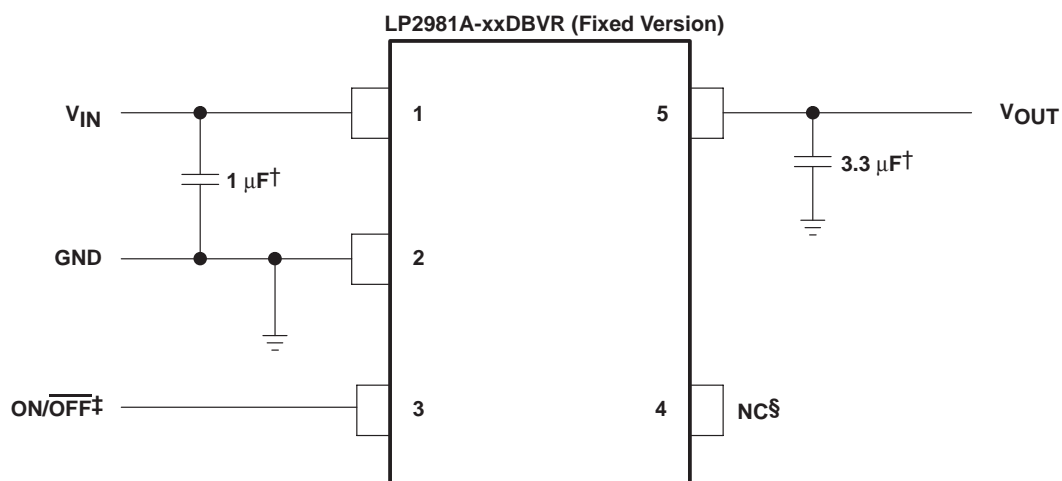 LP2981A-xxDBVR (Fixed Version)
VIN
1
5
VOUT
1 μF†
3.3 μF†
GND
2
ON/OFF‡
3
4
NC§